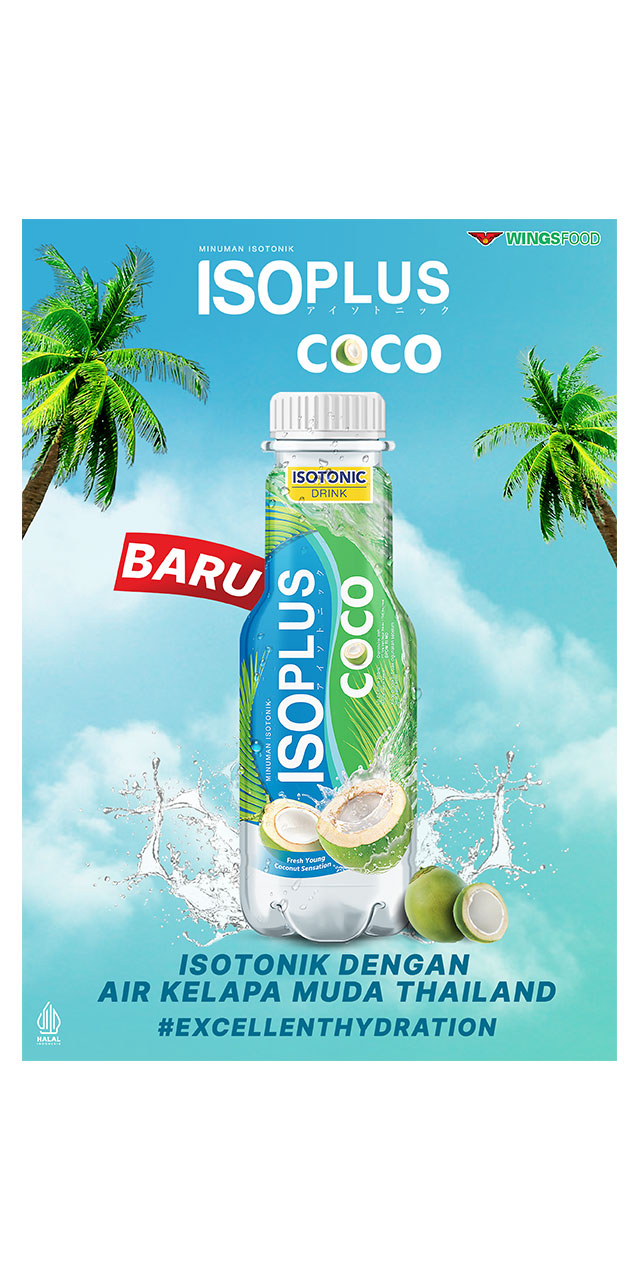 MINUMAN ISOTONIK
WINGSFOOD
ISOPLUS
アイソトニック
COCO
ISOTONIC
DRINK
BARU
MINUMAN ISOTONIK
ISOPLUS
アイソトニック
COCO
Fresh Young
Coconut Sensation
ISOTONIK DENGAN
AIR KELAPA MUDA THAILAND
#EXCELLENTHYDRATION
HALAL
INDONESIA